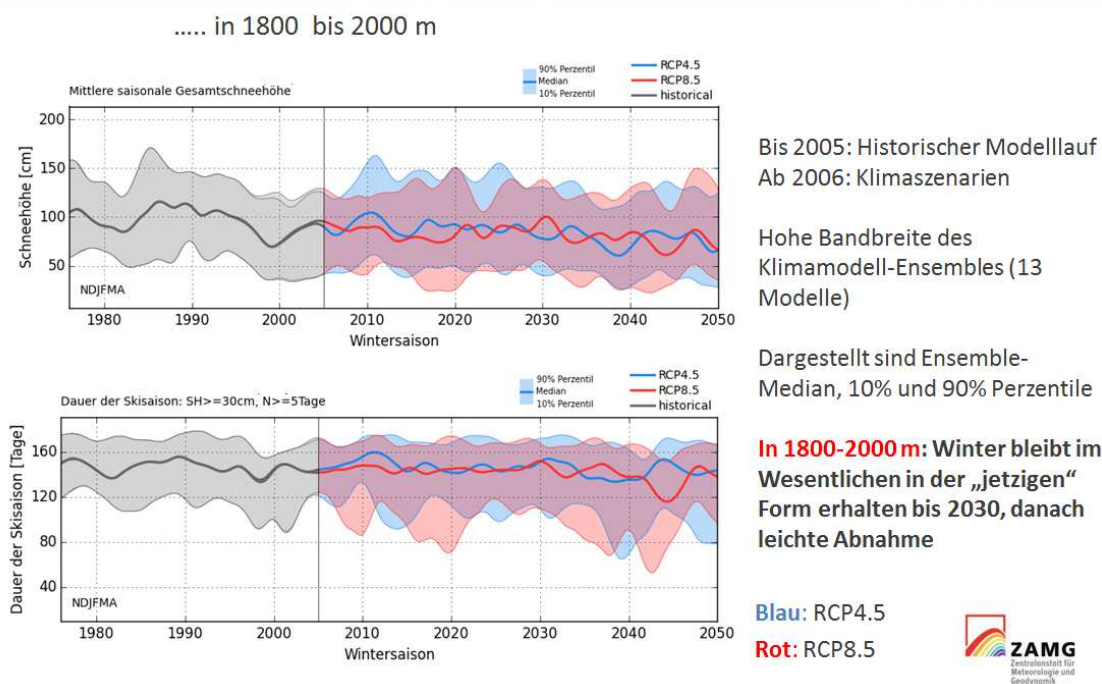 ..... in 1800 bis 2000 m
Mittlere saisonale Gesamtschneehöhe
90% Perzentil
Median
10% Perzentil
RCP4.5
RCP8.5
historical
Schneehöhe [cm]
200
150
100
50
NDJFMA
1980 1990 2000 2010 2020 2030 2040 2050
Wintersaison
Dauer der Skisaison: SH>=30cm, N>=5Tage
90% Perzentil
Median
10% Perzentil
RCP4.5
RCP8.5
historical
Dauer der Skisaison [Tage]
160
120
80
40
NDJFMA
1980 1990 2000 2010 2020 2030 2040 2050
Wintersaison
Bis 2005: Historischer Modelllauf
Ab 2006: Klimaszenarien
Hohe Bandbreite des
Klimamodell-Ensembles (13
Modelle)
Dargestellt sind Ensemble-
Median, 10% und 90% Perzentile
In 1800-2000 m: Winter bleibt im
Wesentlichen in der „jetzigen“
Form erhalten bis 2030, danach
leichte Abnahme
Blau: RCP4.5
Rot: RCP8.5
ZAMG
Zentralanstalt für
Meteorologie und
Geodynamik